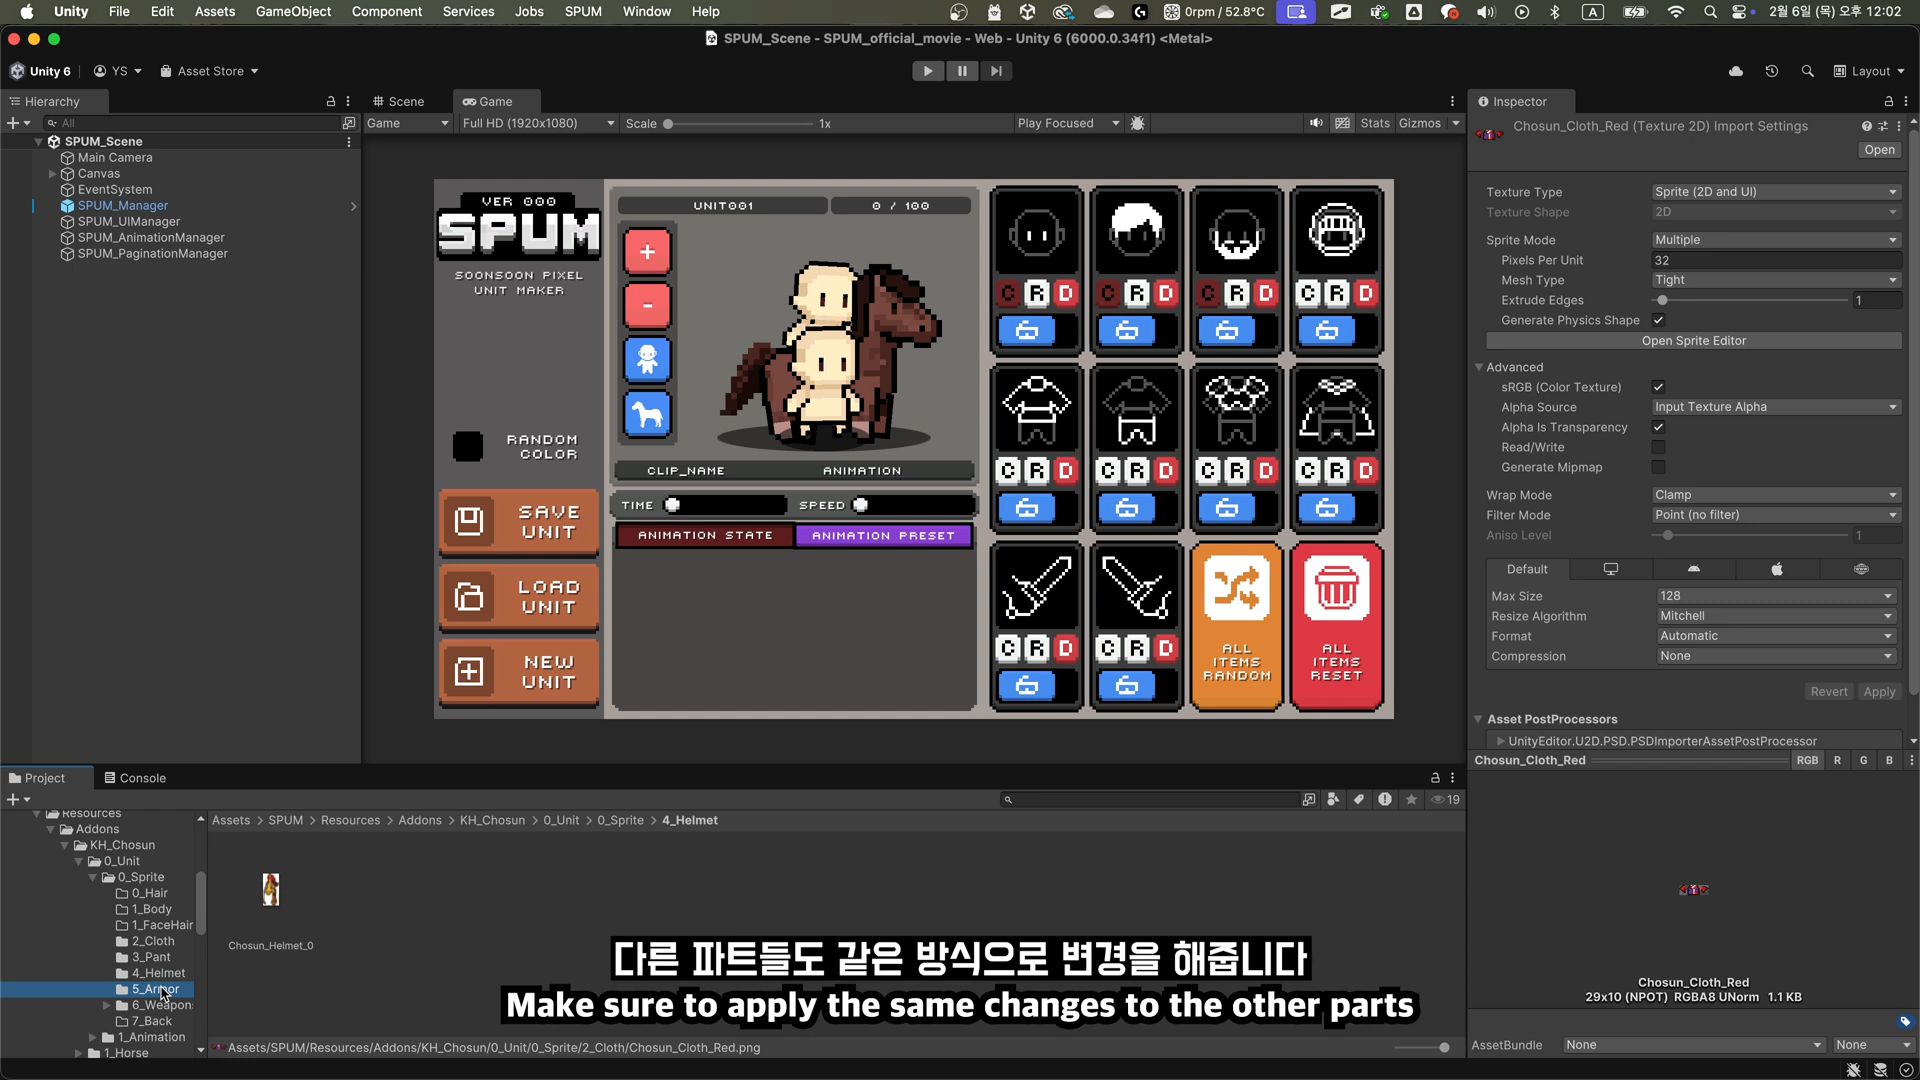 Unity File Edit Assets GameObject Component Services Jobs SPUM Window Help
0rpm / 52.8°C A 2월 6일 (목) 오후 12:02
SPUM_Scene - SPUM_official_movie - Web - Unity 6 (6000.0.34f1) <Metal>
Unity 6 YS Asset Store Layout
Hierarchy
All
SPUM_Scene
Main Camera
Canvas
EventSystem
SPUM_Manager
SPUM_UIManager
SPUM_AnimationManager
SPUM_PaginationManager
Scene Game
Game Full HD (1920x1080) Scale 1x Play Focused Stats Gizmos
VER 000
SPUM
SOONSOON PIXEL
UNIT MAKER
RANDOM
COLOR
SAVE
UNIT
LOAD
UNIT
NEW
UNIT
UNIT001 0 / 100
+
-
CLIP_NAME ANIMATION
TIME SPEED
ANIMATION STATE ANIMATION PRESET
C R D C R D C R D C R D
C R D C R D C R D C R D
C R D C R D
ALL
ITEMS
RANDOM
ALL
ITEMS
RESET
Inspector
Chosun_Cloth_Red (Texture 2D) Import Settings
Open
Texture Type Sprite (2D and UI)
Texture Shape 2D
Sprite Mode Multiple
Pixels Per Unit 32
Mesh Type Tight
Extrude Edges 1
Generate Physics Shape
Open Sprite Editor
Advanced
sRGB (Color Texture)
Alpha Source Input Texture Alpha
Alpha Is Transparency
Read/Write
Generate Mipmap
Wrap Mode Clamp
Filter Mode Point (no filter)
Aniso Level 1
Default
Max Size 128
Resize Algorithm Mitchell
Format Automatic
Compression None
Revert Apply
Asset PostProcessors
UnityEditor.U2D.PSD.PSDImporterAssetPostProcessor
Chosun_Cloth_Red RGB R G B
Chosun_Cloth_Red
29x10 (NPOT) RGBA8 UNorm 1.1 KB
AssetBundle None None
Project Console
19
Resources
Addons
KH_Chosun
0_Unit
0_Sprite
0_Hair
1_Body
1_FaceHair
2_Cloth
3_Pant
4_Helmet
5_Armor
6_Weapon
7_Back
1_Animation
1_Horse
Assets > SPUM > Resources > Addons > KH_Chosun > 0_Unit > 0_Sprite > 4_Helmet
Chosun_Helmet_0
다른 파트들도 같은 방식으로 변경을 해줍니다
Make sure to apply the same changes to the other parts
Assets/SPUM/Resources/Addons/KH_Chosun/0_Unit/0_Sprite/2_Cloth/Chosun_Cloth_Red.png